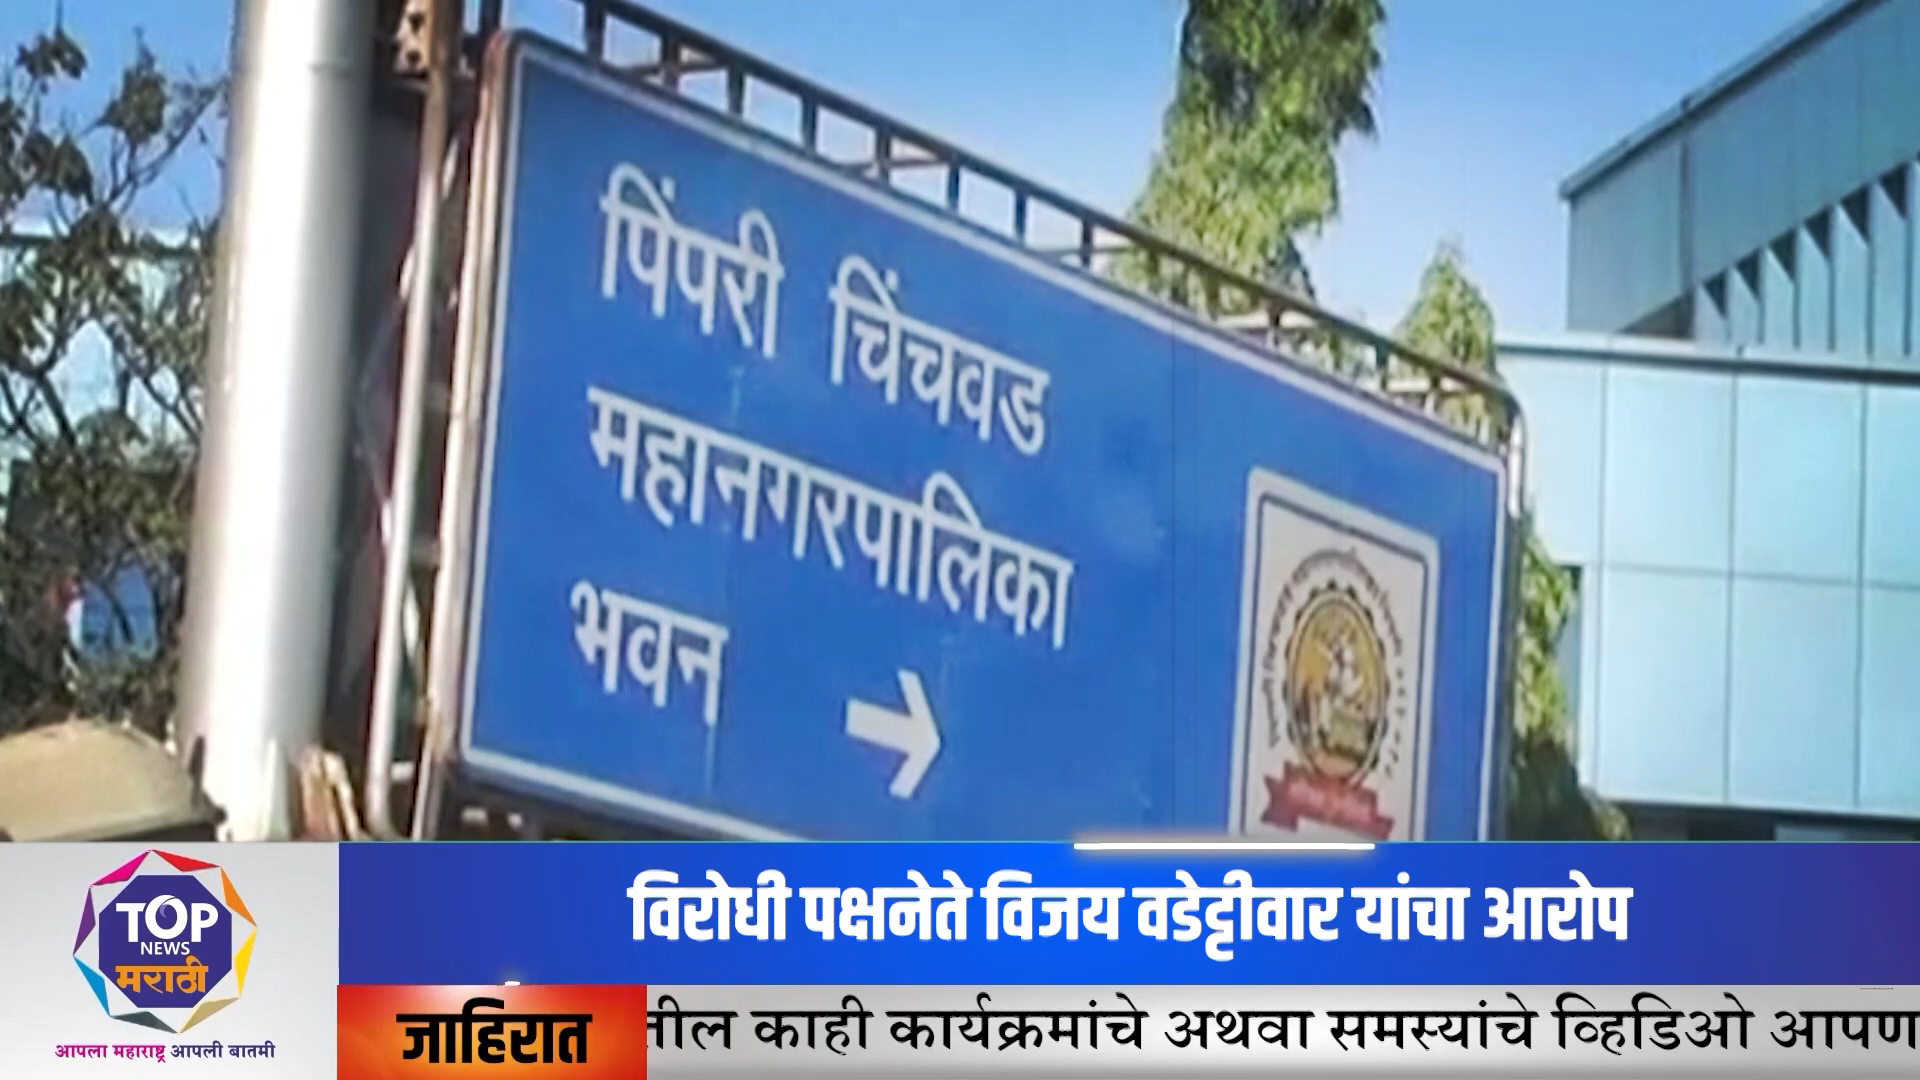 पिंपरी चिंचवड
महानगरपालिका
भवन
विरोधी पक्षनेते विजय वडेट्टीवार यांचा आरोप
TOP
NEWS
मराठी
आपला महाराष्ट्र आपली बातमी
जाहिरात
तील काही कार्यक्रमांचे अथवा समस्यांचे व्हिडिओ आपण